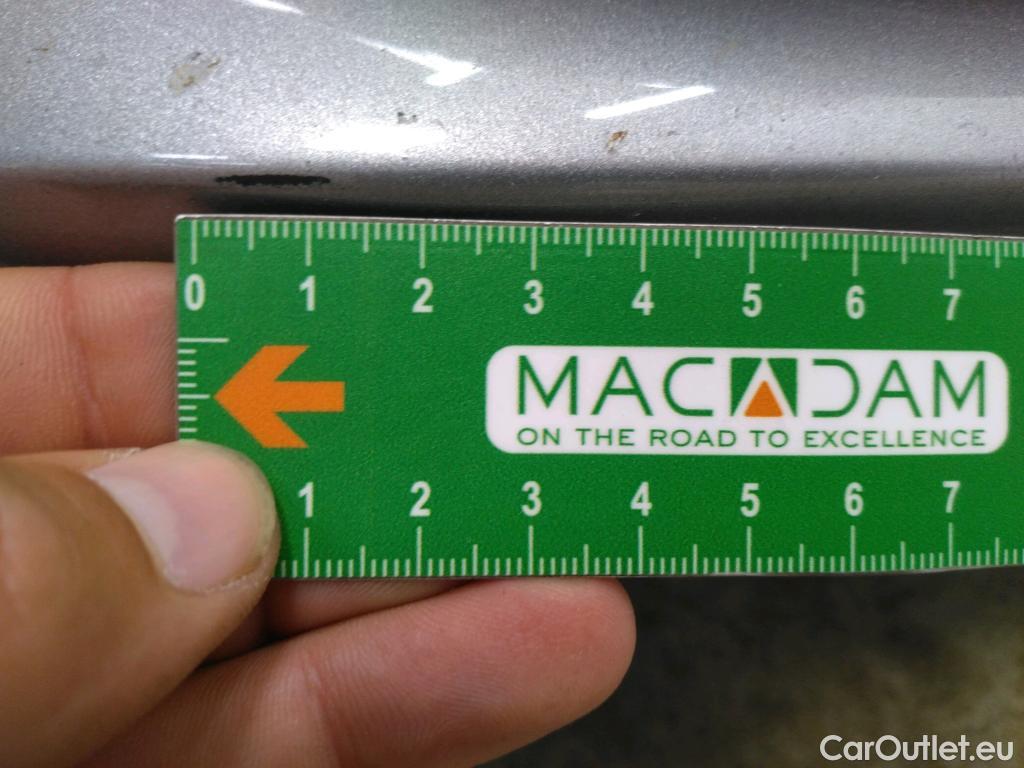 0 1 2 3 4 5 6 7
MACADAM
ON THE ROAD TO EXCELLENCE
1 2 3 4 5 6 7
CarOutlet.eu